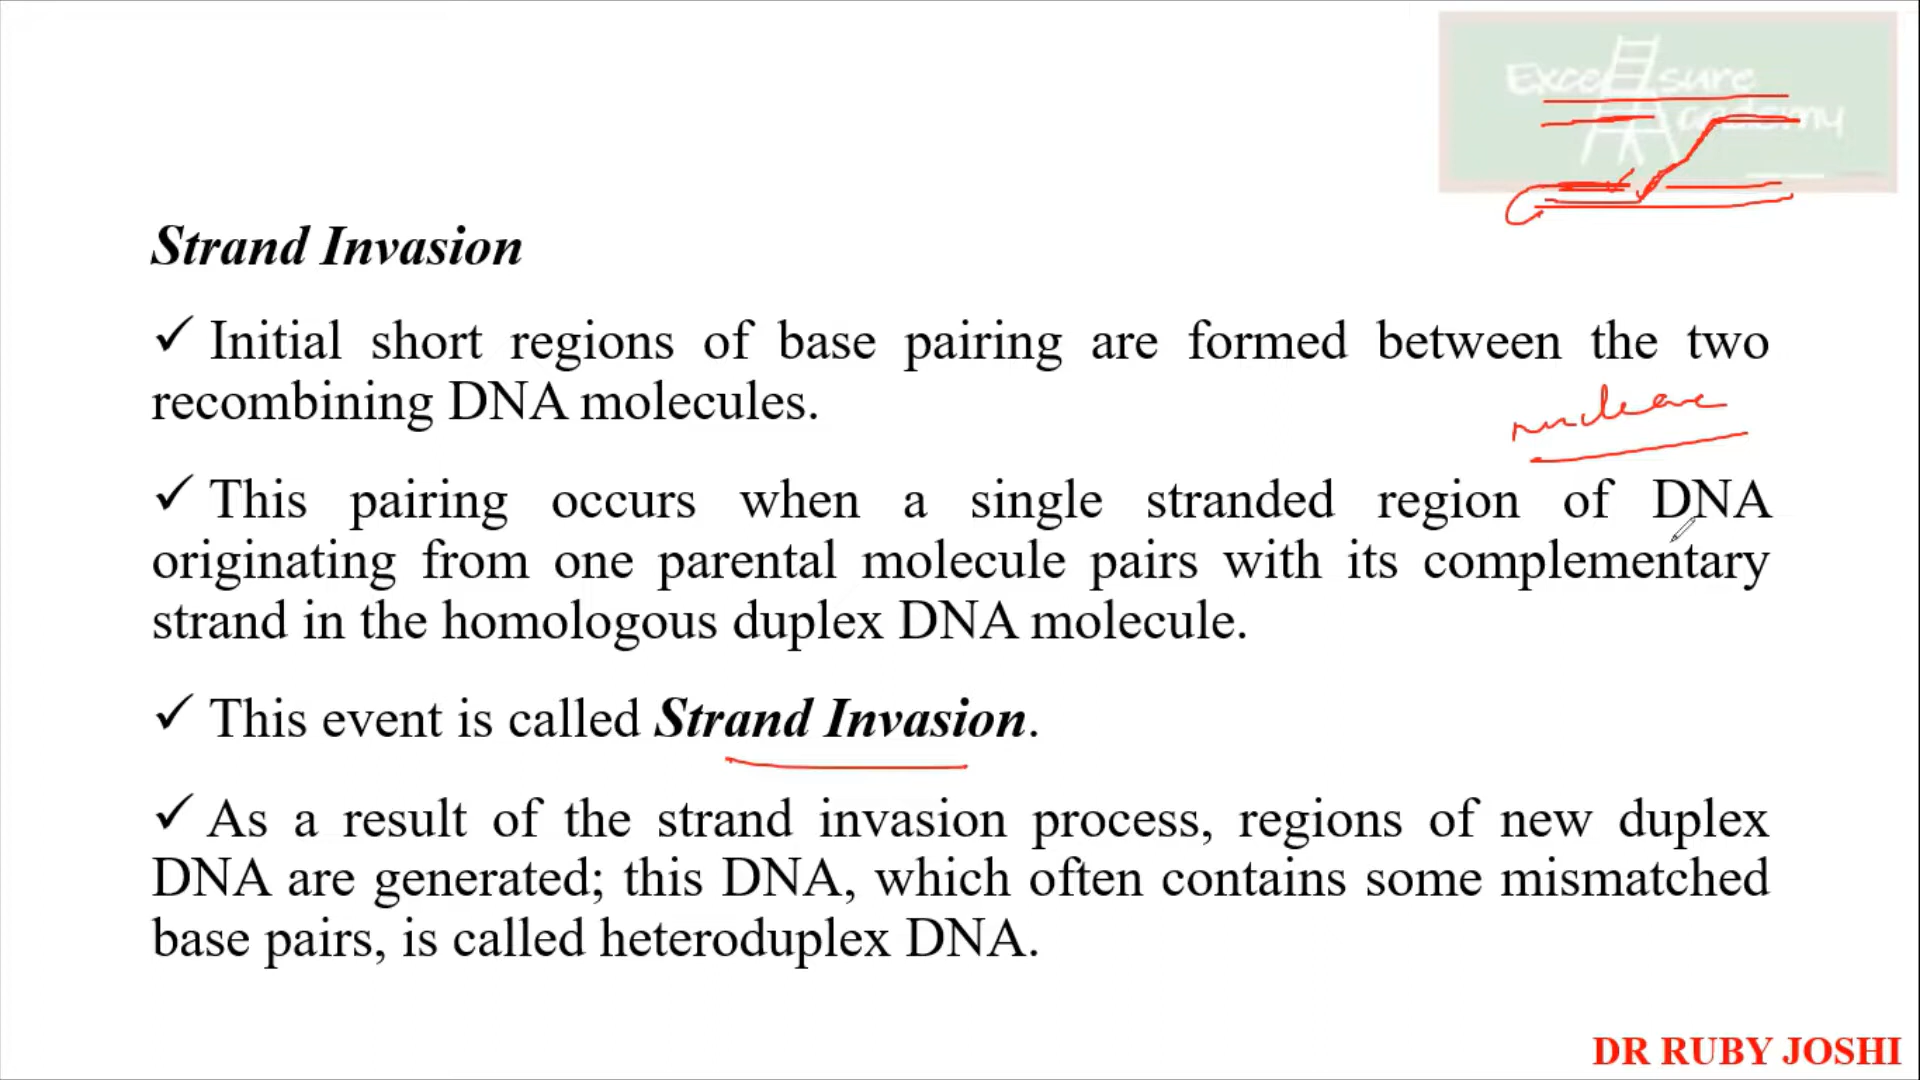 Excel sure
Academy
Strand Invasion
✓ Initial short regions of base pairing are formed between the two
recombining DNA molecules.
nuclease
✓ This pairing occurs when a single stranded region of DNA
originating from one parental molecule pairs with its complementary
strand in the homologous duplex DNA molecule.
✓ This event is called Strand Invasion.
✓ As a result of the strand invasion process, regions of new duplex
DNA are generated; this DNA, which often contains some mismatched
base pairs, is called heteroduplex DNA.
DR RUBY JOSHI